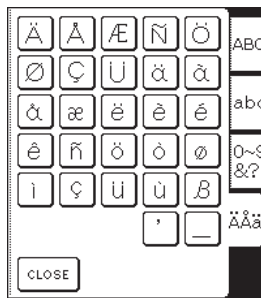 Ä Å Æ Ñ Ö
Ø Ç Ü ä à
å æ ë è é
ê ñ ö ò ø
ì ç ü ù ß
' _
CLOSE
ABC
abc
0~9
&?
ÄÅä